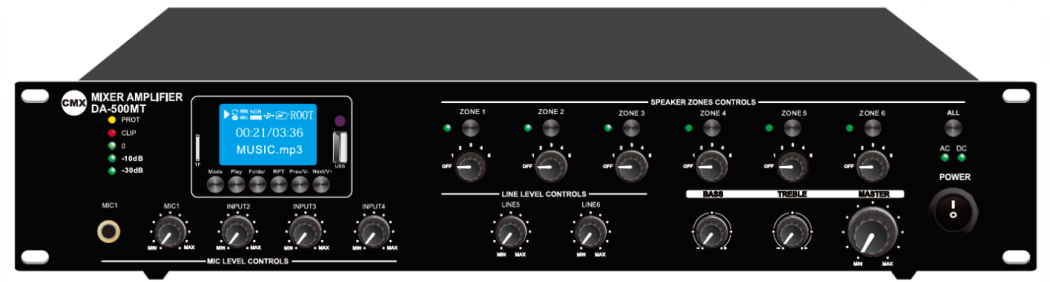 CMX
MIXER AMPLIFIER
DA-500MT
PROT
CLIP
0
-10dB
-30dB
ROOT
00:21/03:36
MUSIC.mp3
TF
USB
Mode Play Folder RPT Prev/V- Next/V+
MIC1
MIC1 INPUT2 INPUT3 INPUT4
MIN MAX MIN MAX MIN MAX MIN MAX
MIC LEVEL CONTROLS
SPEAKER ZONES CONTROLS
ZONE 1 ZONE 2 ZONE 3 ZONE 4 ZONE 5 ZONE 6
OFF OFF OFF OFF OFF OFF
LINE LEVEL CONTROLS
LINE5 LINE6
MIN MAX MIN MAX
BASS TREBLE MASTER
- + - +
MIN MAX
ALL
AC DC
POWER